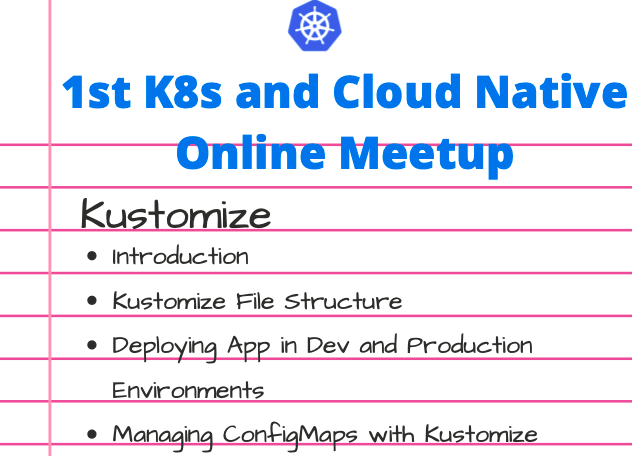 1st K8s and Cloud Native
Online Meetup
Kustomize
• Introduction
• Kustomize File Structure
• Deploying App in Dev and Production
Environments
• Managing ConfigMaps with Kustomize